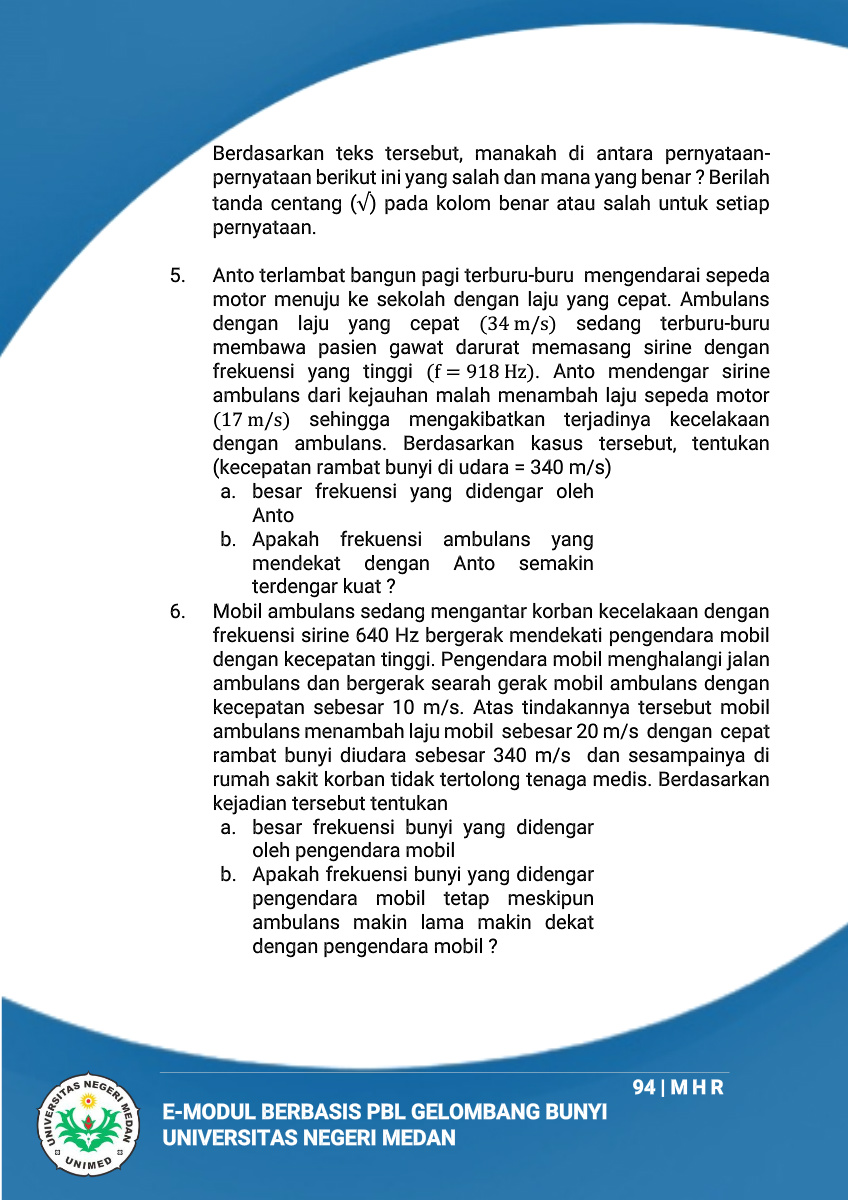 Berdasarkan teks tersebut, manakah di antara pernyataan-
pernyataan berikut ini yang salah dan mana yang benar ? Berilah
tanda centang (√) pada kolom benar atau salah untuk setiap
pernyataan.
5. Anto terlambat bangun pagi terburu-buru mengendarai sepeda
motor menuju ke sekolah dengan laju yang cepat. Ambulans
dengan laju yang cepat (34 m/s) sedang terburu-buru
membawa pasien gawat darurat memasang sirine dengan
frekuensi yang tinggi (f = 918 Hz). Anto mendengar sirine
ambulans dari kejauhan malah menambah laju sepeda motor
(17 m/s) sehingga mengakibatkan terjadinya kecelakaan
dengan ambulans. Berdasarkan kasus tersebut, tentukan
(kecepatan rambat bunyi di udara = 340 m/s)
a. besar frekuensi yang didengar oleh
Anto
b. Apakah frekuensi ambulans yang
mendekat dengan Anto semakin
terdengar kuat ?
6. Mobil ambulans sedang mengantar korban kecelakaan dengan
frekuensi sirine 640 Hz bergerak mendekati pengendara mobil
dengan kecepatan tinggi. Pengendara mobil menghalangi jalan
ambulans dan bergerak searah gerak mobil ambulans dengan
kecepatan sebesar 10 m/s. Atas tindakannya tersebut mobil
ambulans menambah laju mobil sebesar 20 m/s dengan cepat
rambat bunyi diudara sebesar 340 m/s dan sesampainya di
rumah sakit korban tidak tertolong tenaga medis. Berdasarkan
kejadian tersebut tentukan
a. besar frekuensi bunyi yang didengar
oleh pengendara mobil
b. Apakah frekuensi bunyi yang didengar
pengendara mobil tetap meskipun
ambulans makin lama makin dekat
dengan pengendara mobil ?
94 | M H R
E-MODUL BERBASIS PBL GELOMBANG BUNYI
UNIVERSITAS NEGERI MEDAN
UNIVERSITAS NEGERI MEDAN
UNIMED